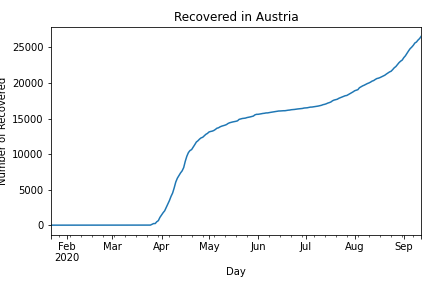 Recovered in Austria
Number of Recovered
25000
20000
15000
10000
5000
0
Feb Mar Apr May Jun Jul Aug Sep
2020
Day